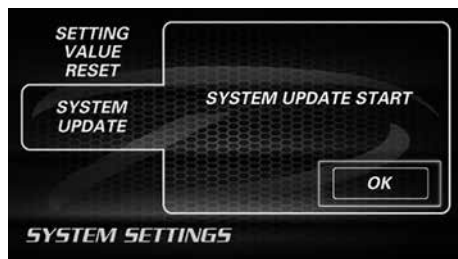 SETTING
VALUE
RESET
SYSTEM
UPDATE
SYSTEM UPDATE START
OK
SYSTEM SETTINGS